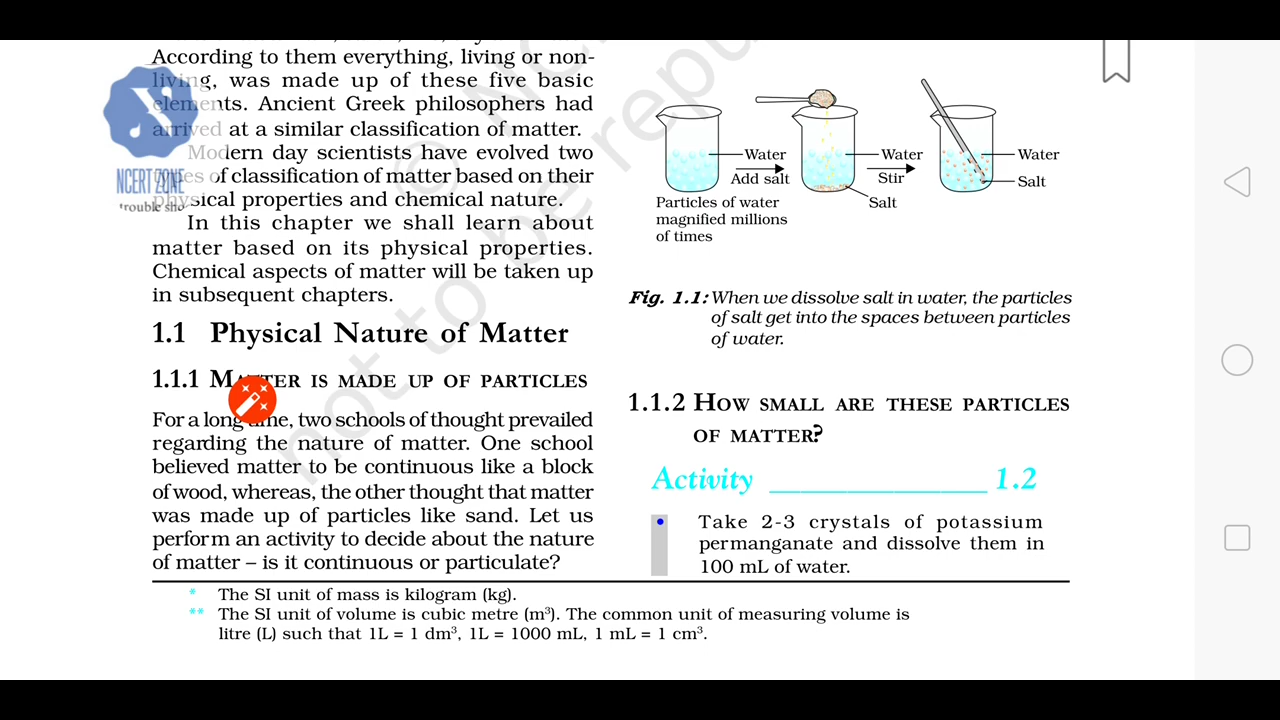 According to them everything, living or non-
living, was made up of these five basic
elements. Ancient Greek philosophers had
arrived at a similar classification of matter.
Modern day scientists have evolved two
types of classification of matter based on their
physical properties and chemical nature.
In this chapter we shall learn about
matter based on its physical properties.
Chemical aspects of matter will be taken up
in subsequent chapters.
1.1 Physical Nature of Matter
1.1.1 MATTER IS MADE UP OF PARTICLES
For a long time, two schools of thought prevailed
regarding the nature of matter. One school
believed matter to be continuous like a block
of wood, whereas, the other thought that matter
was made up of particles like sand. Let us
perform an activity to decide about the nature
of matter – is it continuous or particulate?
NCERT ZONE
trouble sho
Water
Add salt
Water
Stir
Salt
Water
Salt
Particles of water
magnified millions
of times
Fig. 1.1: When we dissolve salt in water, the particles
of salt get into the spaces between particles
of water.
1.1.2 HOW SMALL ARE THESE PARTICLES
OF MATTER?
Activity ______________ 1.2
• Take 2-3 crystals of potassium
permanganate and dissolve them in
100 mL of water.
* The SI unit of mass is kilogram (kg).
** The SI unit of volume is cubic metre (m³). The common unit of measuring volume is
litre (L) such that 1L = 1 dm³, 1L = 1000 mL, 1 mL = 1 cm³.
© NC
not to be repu